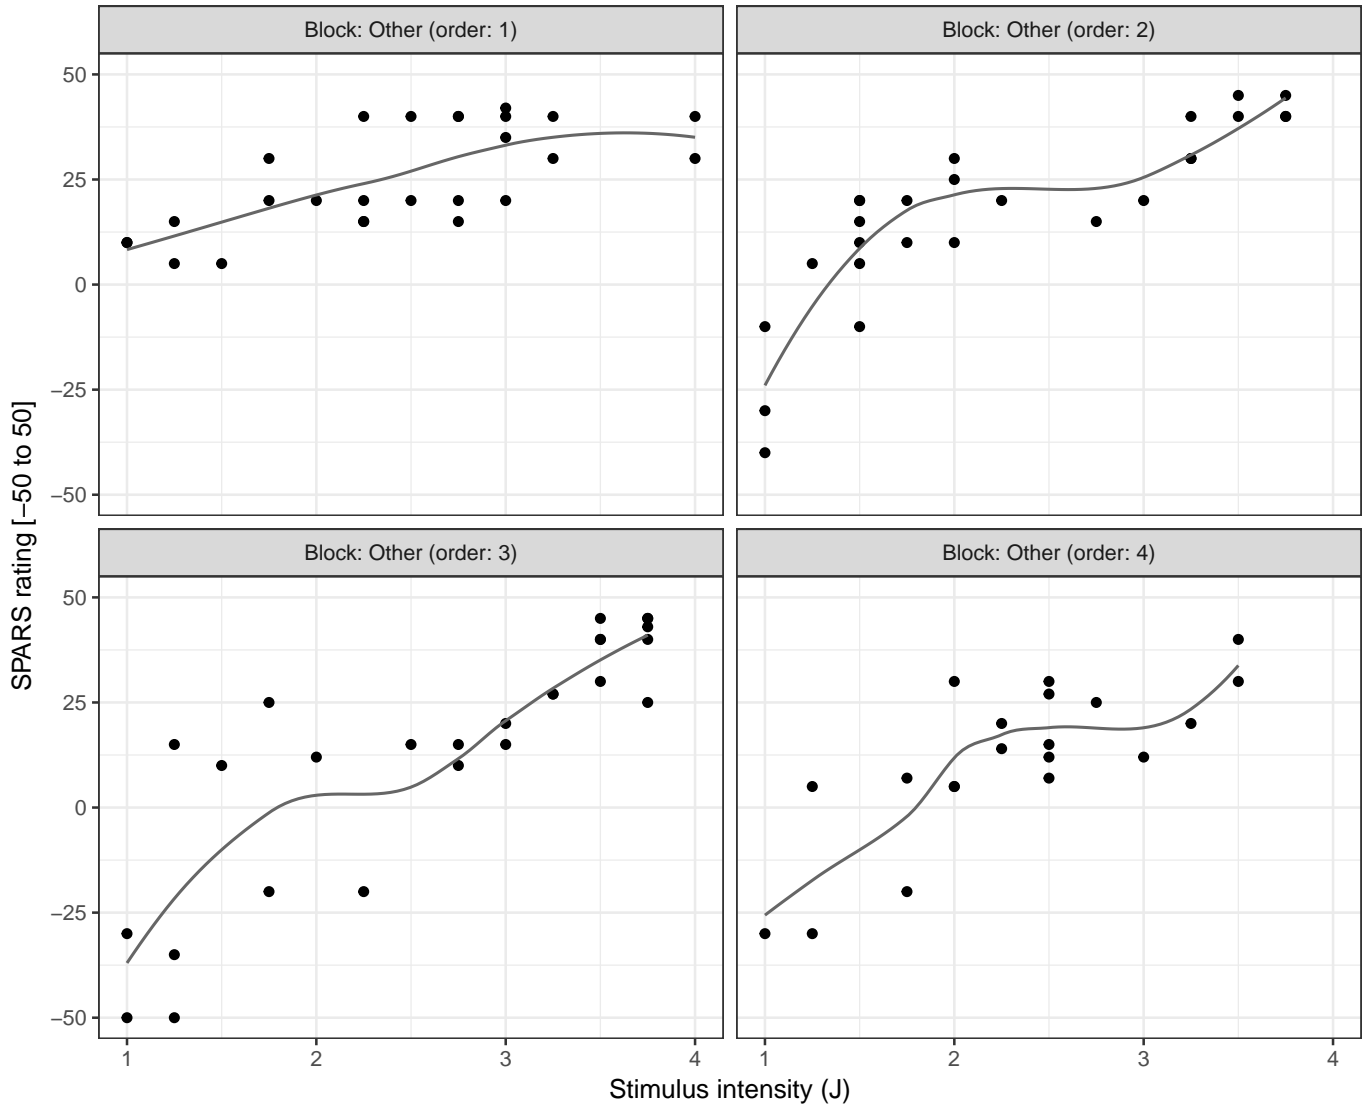 Block: Other (order: 1)
Block: Other (order: 2)
50
25
0
−25
−50
Block: Other (order: 3)
Block: Other (order: 4)
50
25
0
−25
−50
1 2 3 4
1 2 3 4
Stimulus intensity (J)
SPARS rating [−50 to 50]